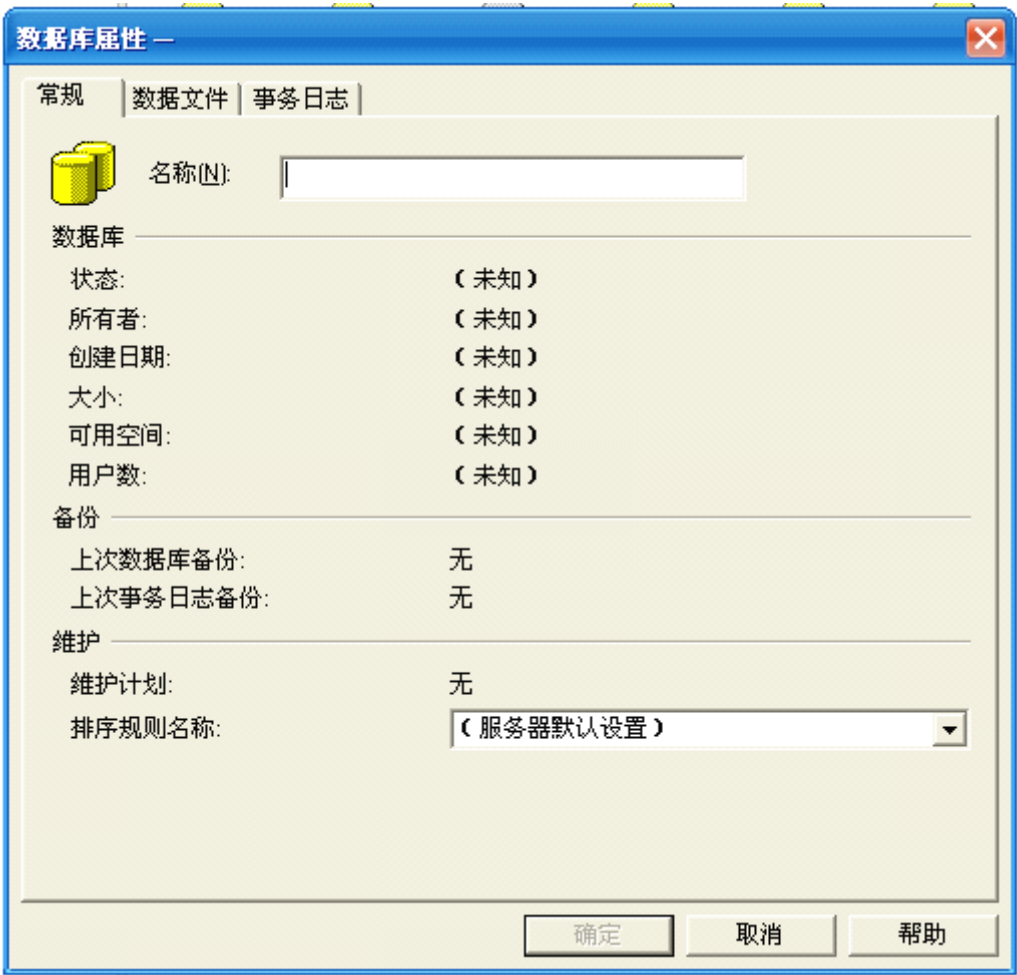 数据库属性 —
常规 数据文件 事务日志
名称(N):
数据库
状态: (未知)
所有者: (未知)
创建日期: (未知)
大小: (未知)
可用空间: (未知)
用户数: (未知)
备份
上次数据库备份: 无
上次事务日志备份: 无
维护
维护计划: 无
排序规则名称: (服务器默认设置)
确定 取消 帮助